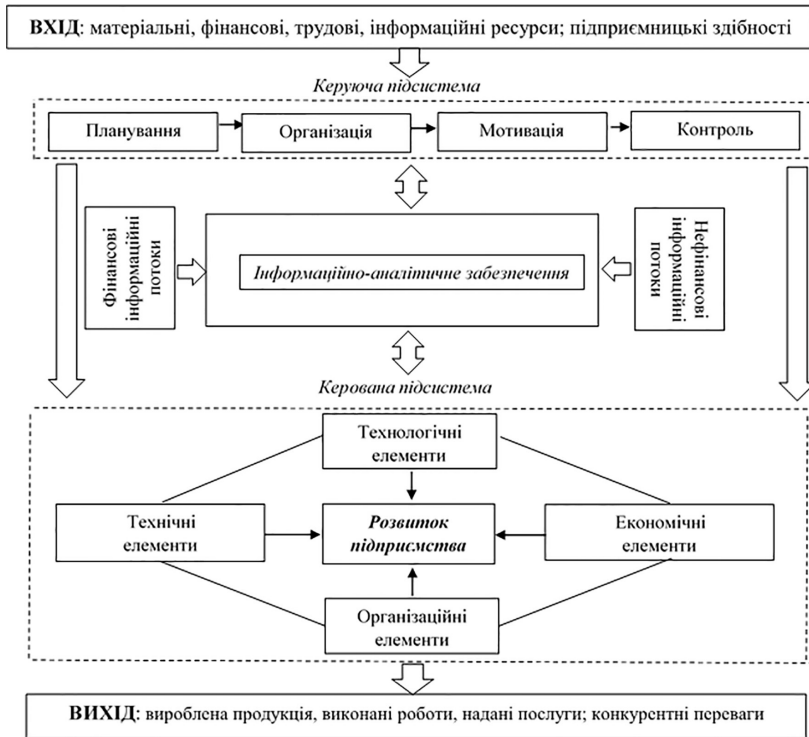 ВХІД: матеріальні, фінансові, трудові, інформаційні ресурси; підприємницькі здібності
Керуюча підсистема
Планування
Організація
Мотивація
Контроль
Фінансові
інформаційні
потоки
Інформаційно-аналітичне забезпечення
Нефінансові
інформаційні
потоки
Керована підсистема
Технологічні
елементи
Технічні
елементи
Розвиток
підприємства
Економічні
елементи
Організаційні
елементи
ВИХІД: вироблена продукція, виконані роботи, надані послуги; конкурентні переваги